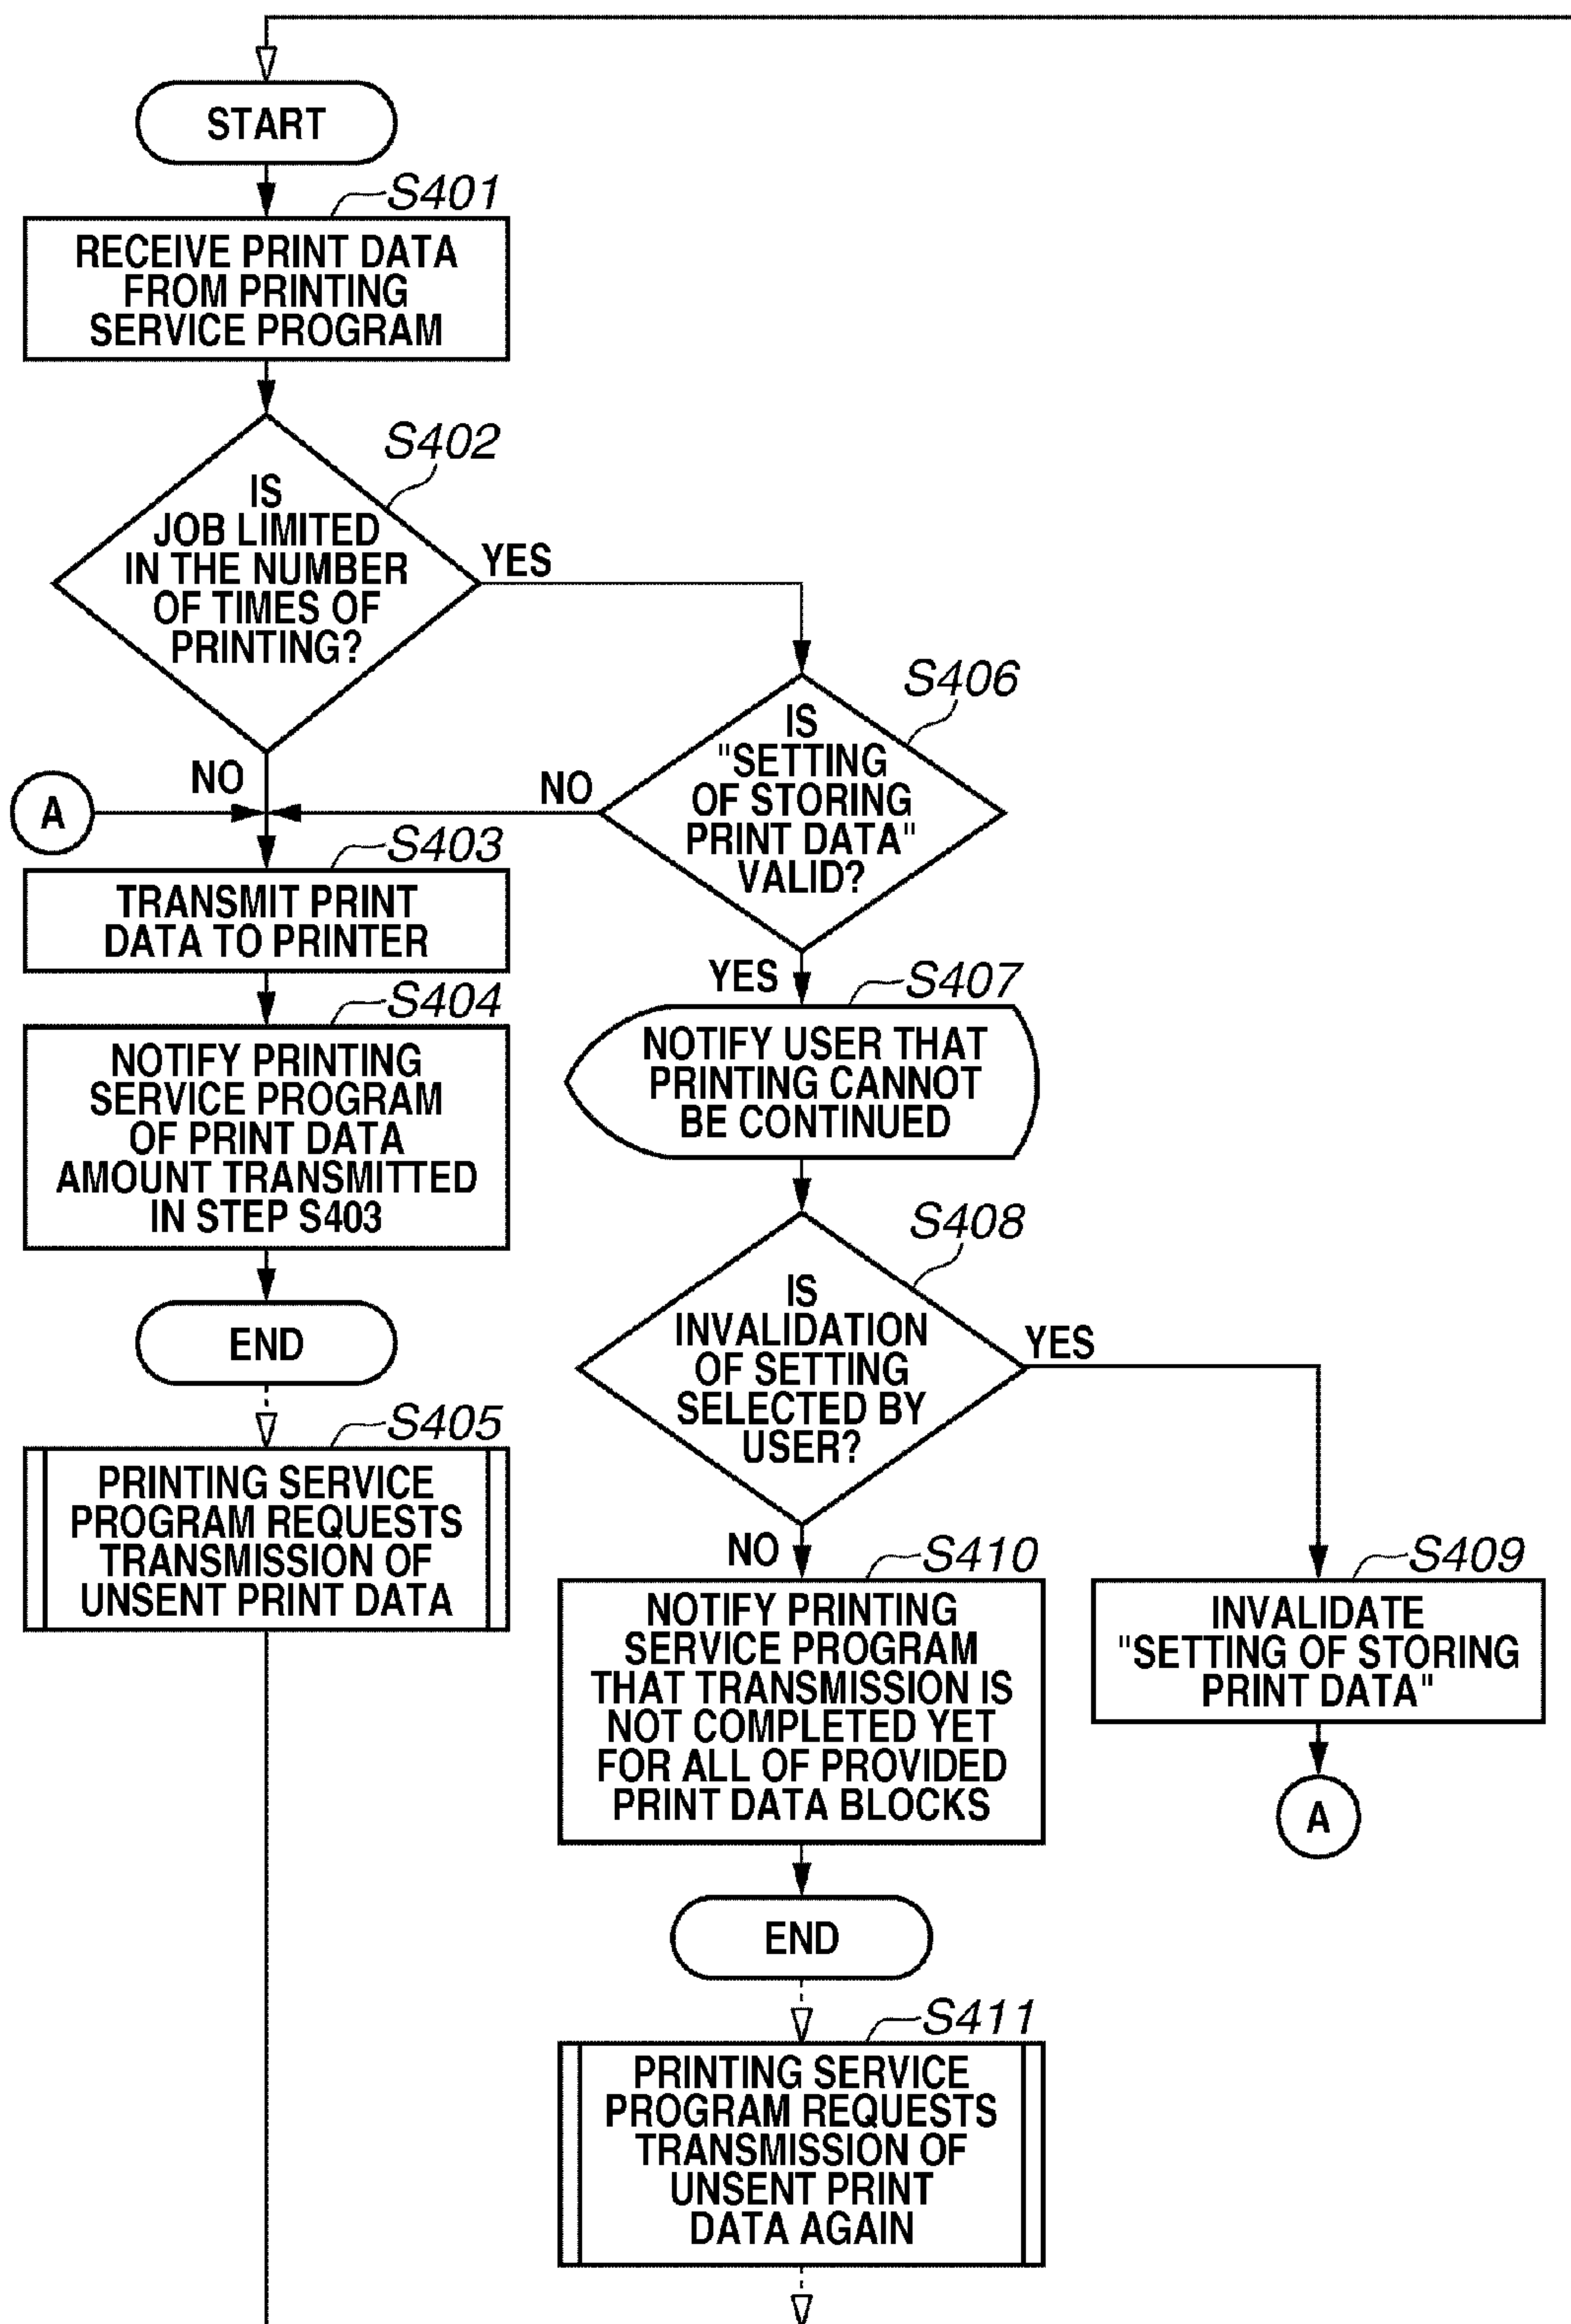 START
S401
RECEIVE PRINT DATA
FROM PRINTING
SERVICE PROGRAM
S402
IS
JOB LIMITED
IN THE NUMBER
OF TIMES OF
PRINTING?
YES
NO
A
S406
IS
"SETTING
OF STORING
PRINT DATA"
VALID?
NO
YES
S403
TRANSMIT PRINT
DATA TO PRINTER
S404
NOTIFY PRINTING
SERVICE PROGRAM
OF PRINT DATA
AMOUNT TRANSMITTED
IN STEP S403
END
S405
PRINTING SERVICE
PROGRAM REQUESTS
TRANSMISSION OF
UNSENT PRINT DATA
S407
NOTIFY USER THAT
PRINTING CANNOT
BE CONTINUED
S408
IS
INVALIDATION
OF SETTING
SELECTED BY
USER?
YES
NO
S410
NOTIFY PRINTING
SERVICE PROGRAM
THAT TRANSMISSION IS
NOT COMPLETED YET
FOR ALL OF PROVIDED
PRINT DATA BLOCKS
END
S411
PRINTING SERVICE
PROGRAM REQUESTS
TRANSMISSION OF
UNSENT PRINT
DATA AGAIN
S409
INVALIDATE
"SETTING OF STORING
PRINT DATA"
A